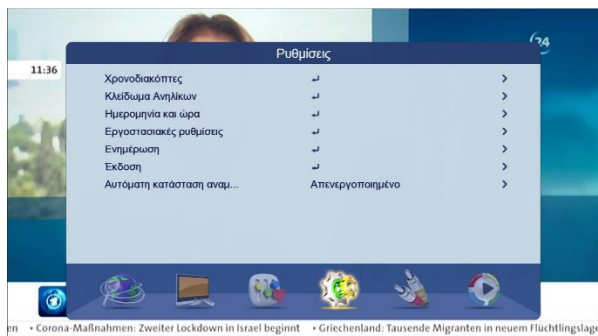 Ρυθμίσεις
24
11:36
Χρονοδιακόπτες
Κλείδωμα Ανηλίκων
Ημερομηνία και ώρα
Εργοστασιακές ρυθμίσεις
Ενημέρωση
Έκδοση
Αυτόματη κατάσταση αναμ... Απενεργοποιημένο
en • Corona-Maßnahmen: Zweiter Lockdown in Israel beginnt • Griechenland: Tausende Migranten in neuem Flüchtlingslage